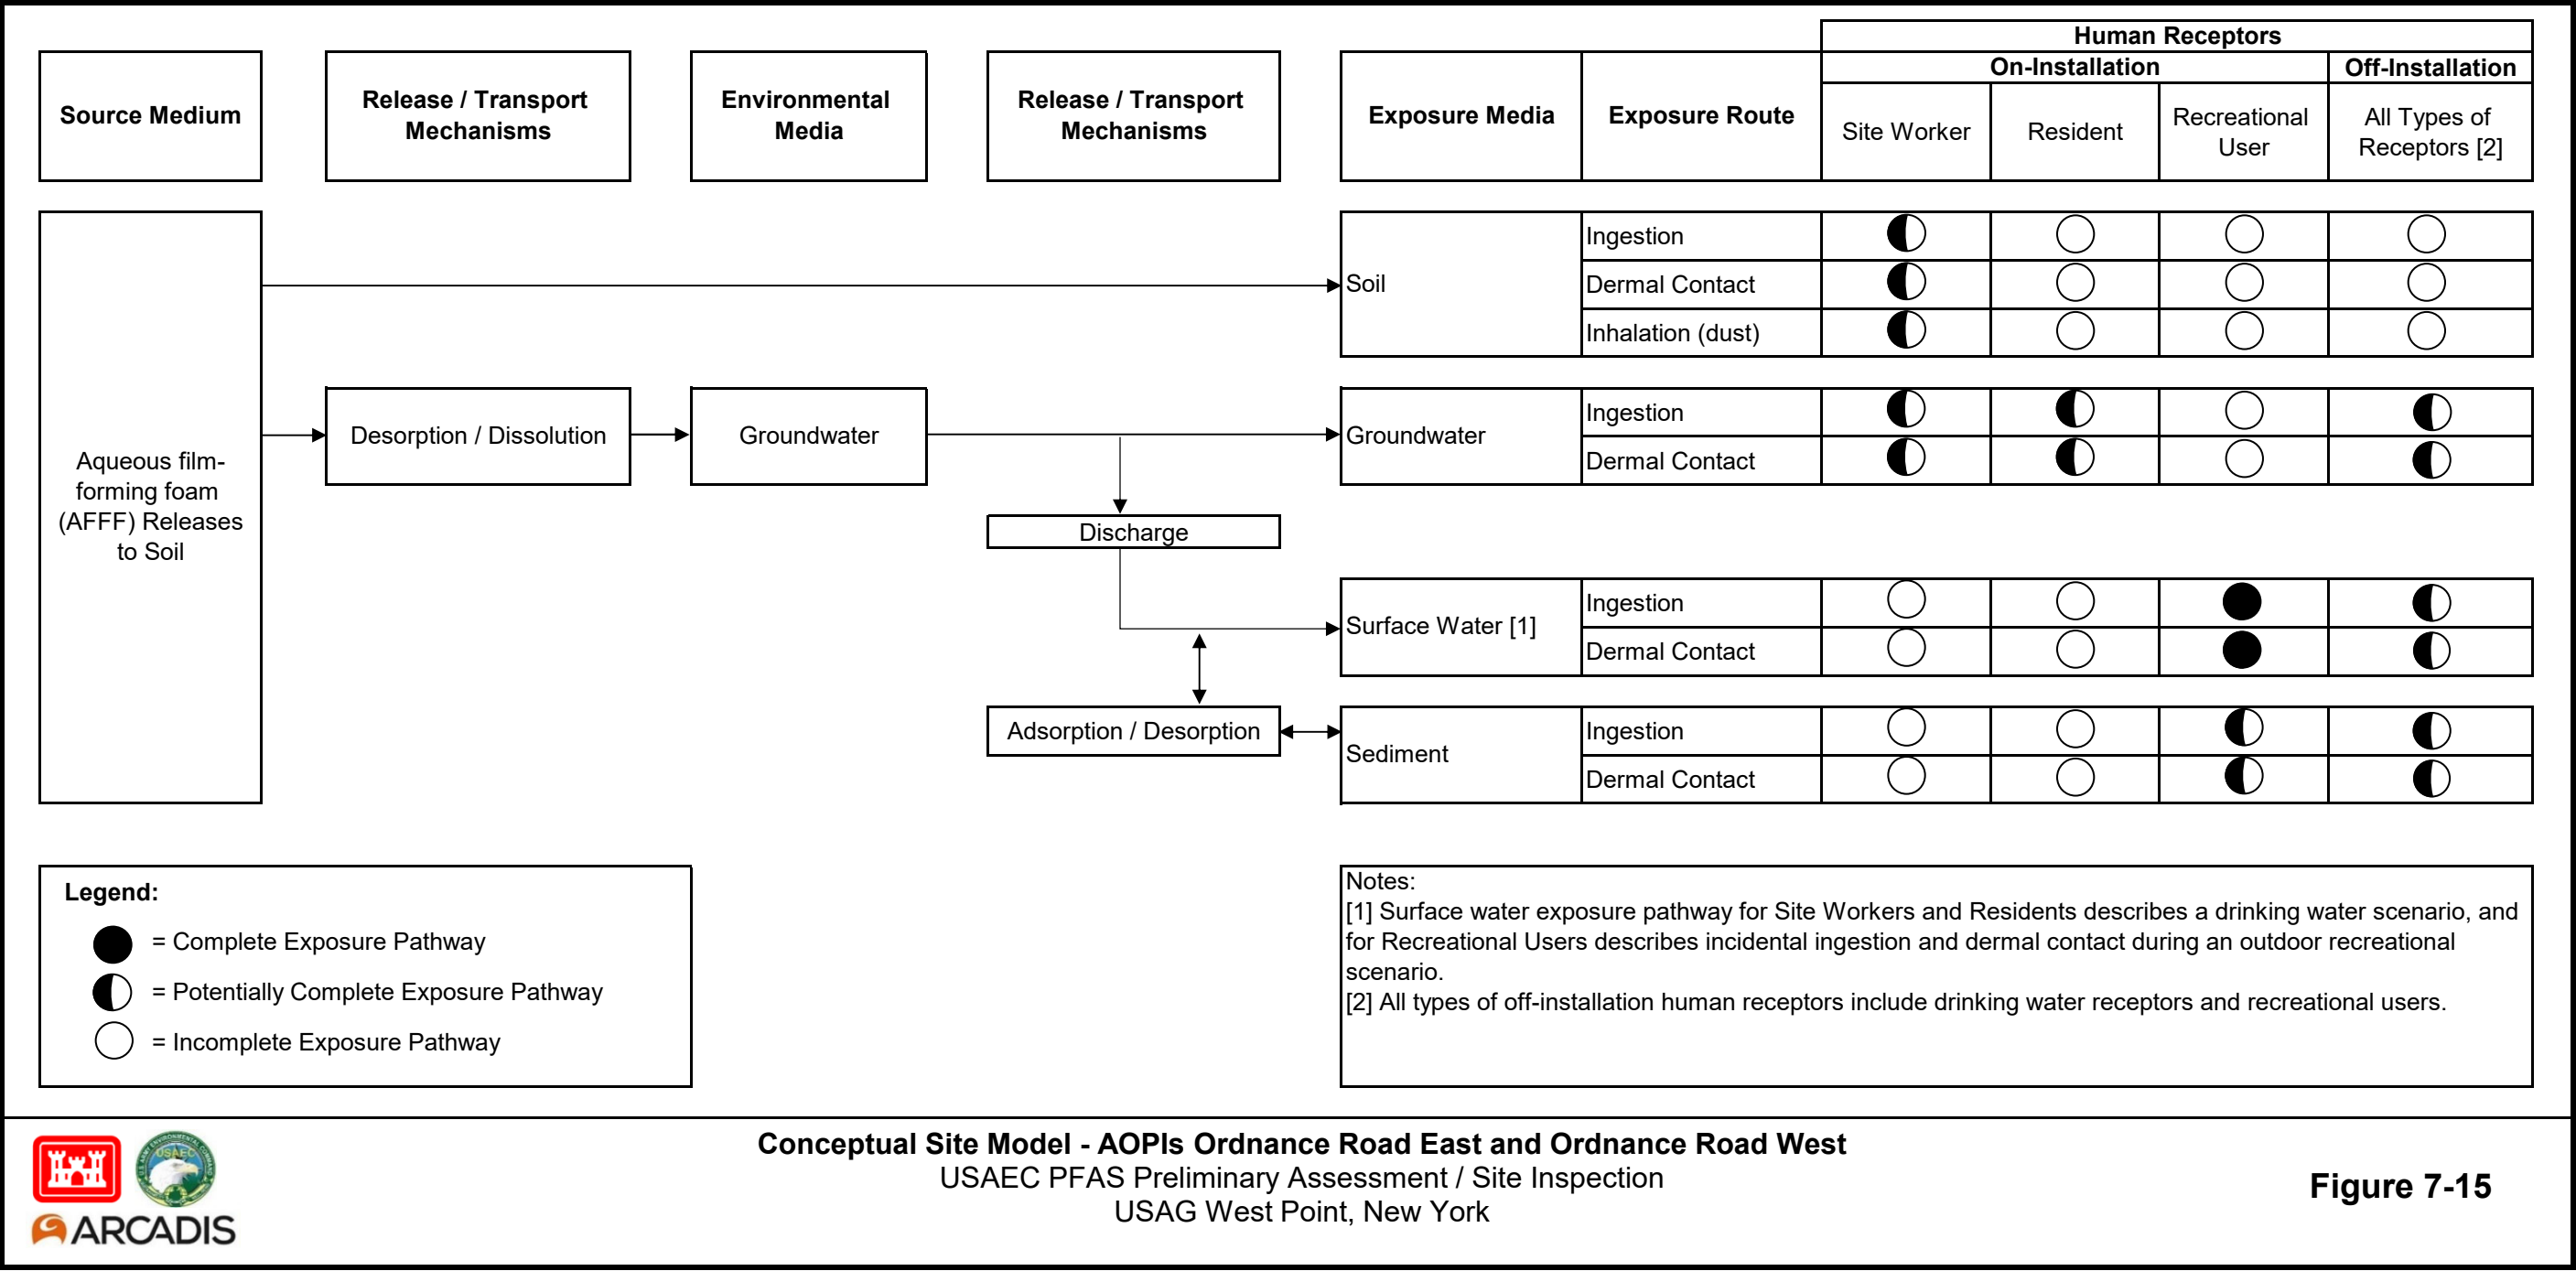 Human Receptors
On-Installation
Off-Installation
Source Medium
Release / Transport
Mechanisms
Environmental
Media
Release / Transport
Mechanisms
Exposure Media
Exposure Route
Site Worker
Resident
Recreational
User
All Types of
Receptors [2]
Aqueous film-
forming foam
(AFFF) Releases
to Soil
Soil
Ingestion
Dermal Contact
Inhalation (dust)
Desorption / Dissolution
Groundwater
Groundwater
Ingestion
Dermal Contact
Discharge
Surface Water [1]
Ingestion
Dermal Contact
Adsorption / Desorption
Sediment
Ingestion
Dermal Contact
Legend:
= Complete Exposure Pathway
= Potentially Complete Exposure Pathway
= Incomplete Exposure Pathway
Notes:
[1] Surface water exposure pathway for Site Workers and Residents describes a drinking water scenario, and
for Recreational Users describes incidental ingestion and dermal contact during an outdoor recreational
scenario.
[2] All types of off-installation human receptors include drinking water receptors and recreational users.
USAEC
ARCADIS
Conceptual Site Model - AOPIs Ordnance Road East and Ordnance Road West
USAEC PFAS Preliminary Assessment / Site Inspection
USAG West Point, New York
Figure 7-15